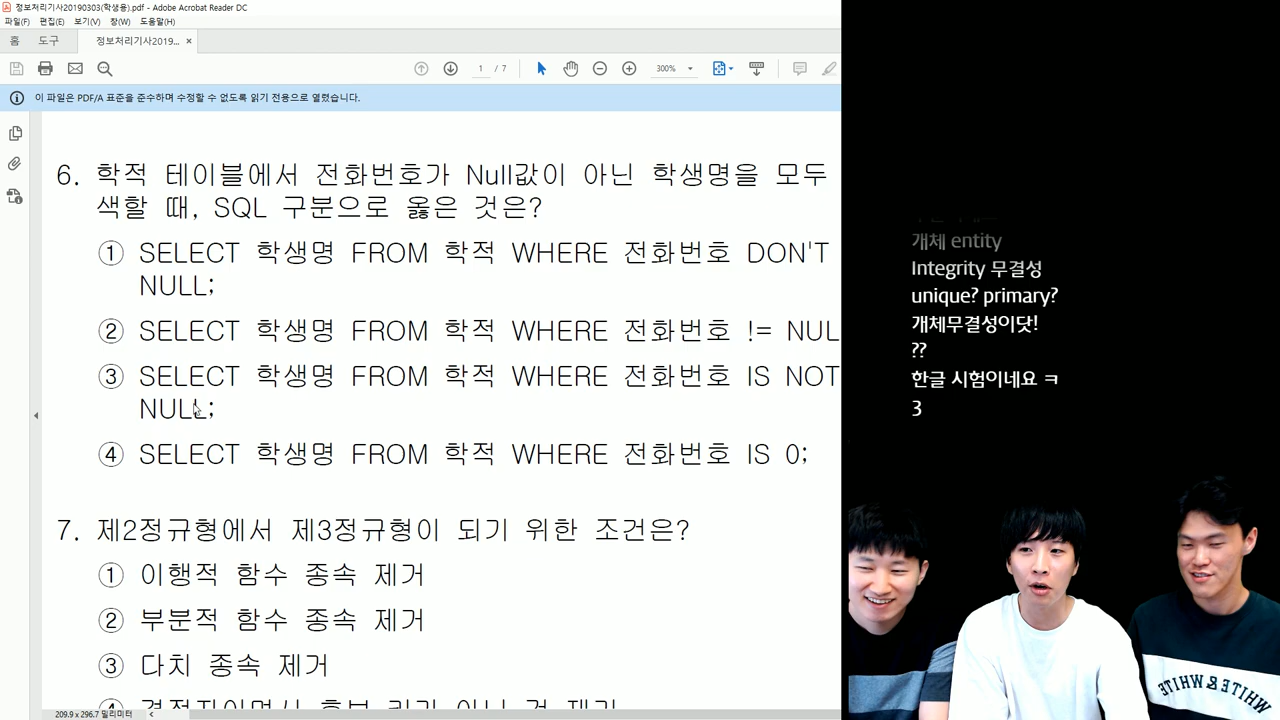 정보처리기사20190303(학생용).pdf - Adobe Acrobat Reader DC
파일(F) 편집(E) 보기(V) 창(W) 도움말(H)
홈 도구 정보처리기사2019... ×
1 / 7 300%
이 파일은 PDF/A 표준을 준수하며 수정할 수 없도록 읽기 전용으로 열렸습니다.
6. 학적 테이블에서 전화번호가 Null값이 아닌 학생명을 모두
색할 때, SQL 구분으로 옳은 것은?
① SELECT 학생명 FROM 학적 WHERE 전화번호 DON'T
NULL;
② SELECT 학생명 FROM 학적 WHERE 전화번호 != NUL
③ SELECT 학생명 FROM 학적 WHERE 전화번호 IS NOT
NULL;
④ SELECT 학생명 FROM 학적 WHERE 전화번호 IS 0;
7. 제2정규형에서 제3정규형이 되기 위한 조건은?
① 이행적 함수 종속 제거
② 부분적 함수 종속 제거
③ 다치 종속 제거
209.9 x 296.7 밀리미터
개체 entity
Integrity 무결성
unique? primary?
개체무결성이닷!
??
한글 시험이네요 ㅋ
3
WHITE&WHITE